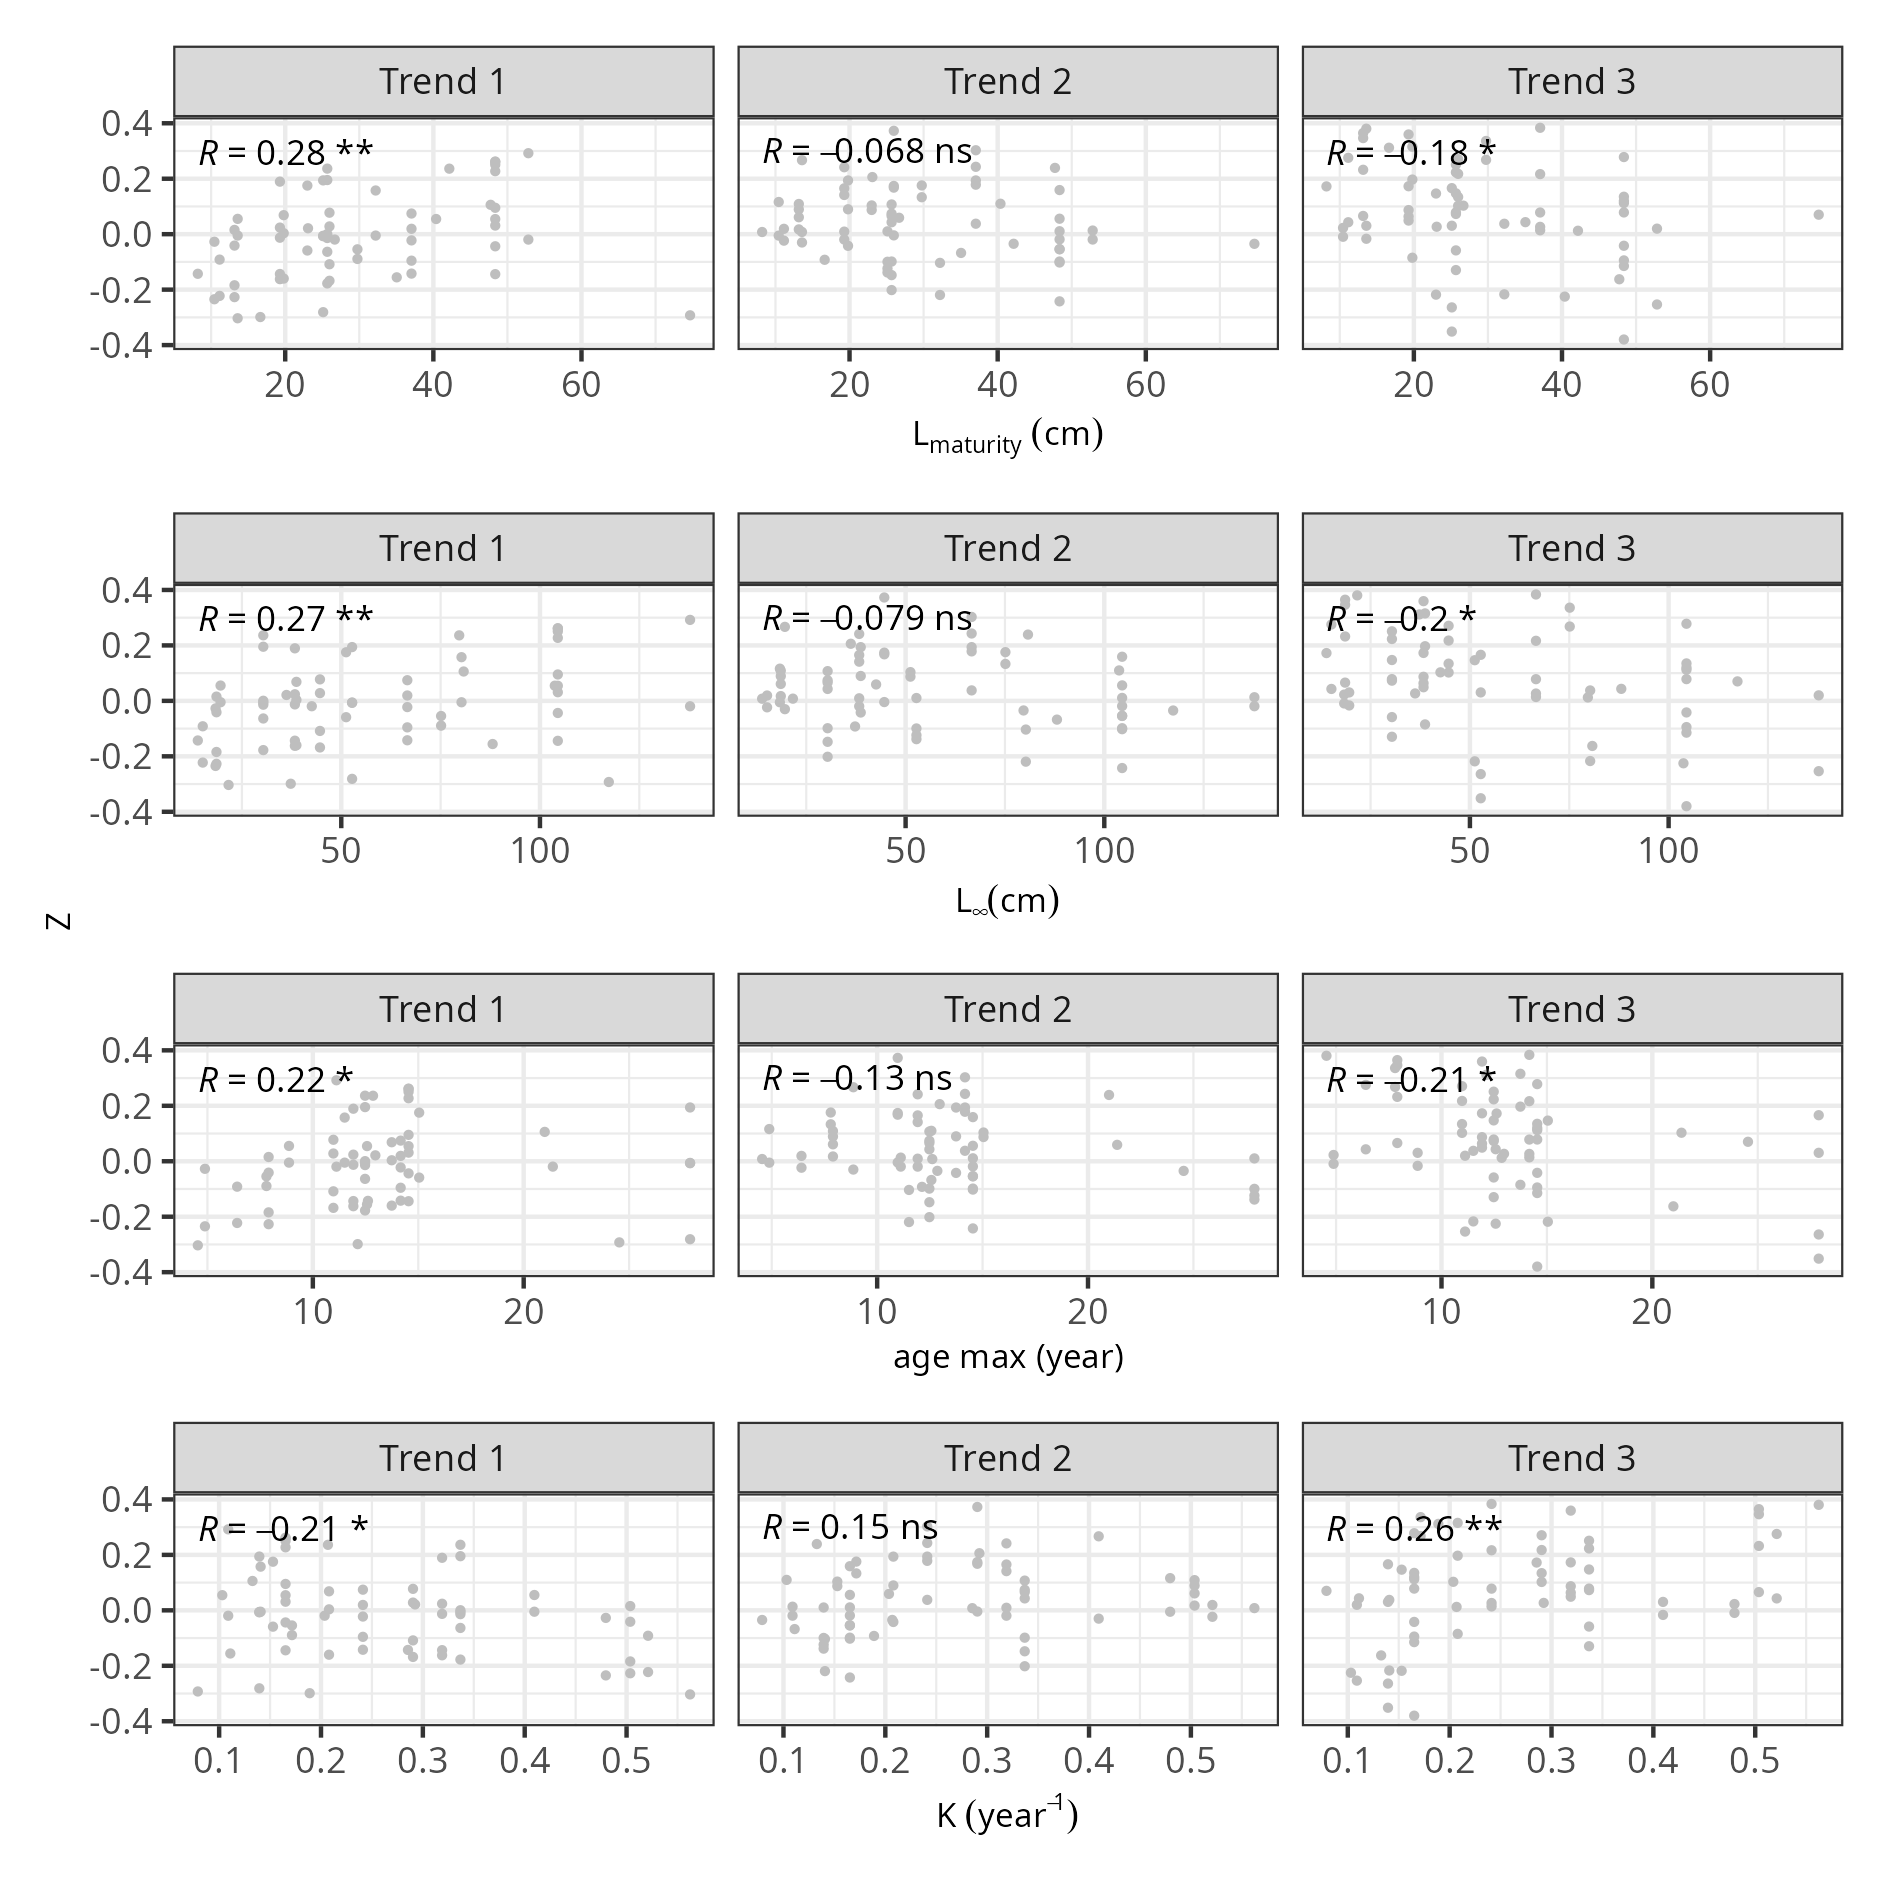 Trend 1 Trend 2 Trend 3
0.4
R = 0.28 ** R = –0.068 ns R = –0.18 *
0.2
0.0
-0.2
-0.4
20 40 60 20 40 60 20 40 60
Lmaturity (cm)
Trend 1 Trend 2 Trend 3
0.4
R = 0.27 ** R = –0.079 ns R = –0.2 *
0.2
0.0
-0.2
-0.4
50 100 50 100 50 100
L∞(cm)
Z
Trend 1 Trend 2 Trend 3
0.4
R = 0.22 * R = –0.13 ns R = –0.21 *
0.2
0.0
-0.2
-0.4
10 20 10 20 10 20
age max (year)
Trend 1 Trend 2 Trend 3
0.4
R = –0.21 * R = 0.15 ns R = 0.26 **
0.2
0.0
-0.2
-0.4
0.1 0.2 0.3 0.4 0.5 0.1 0.2 0.3 0.4 0.5 0.1 0.2 0.3 0.4 0.5
K (year⁻¹)